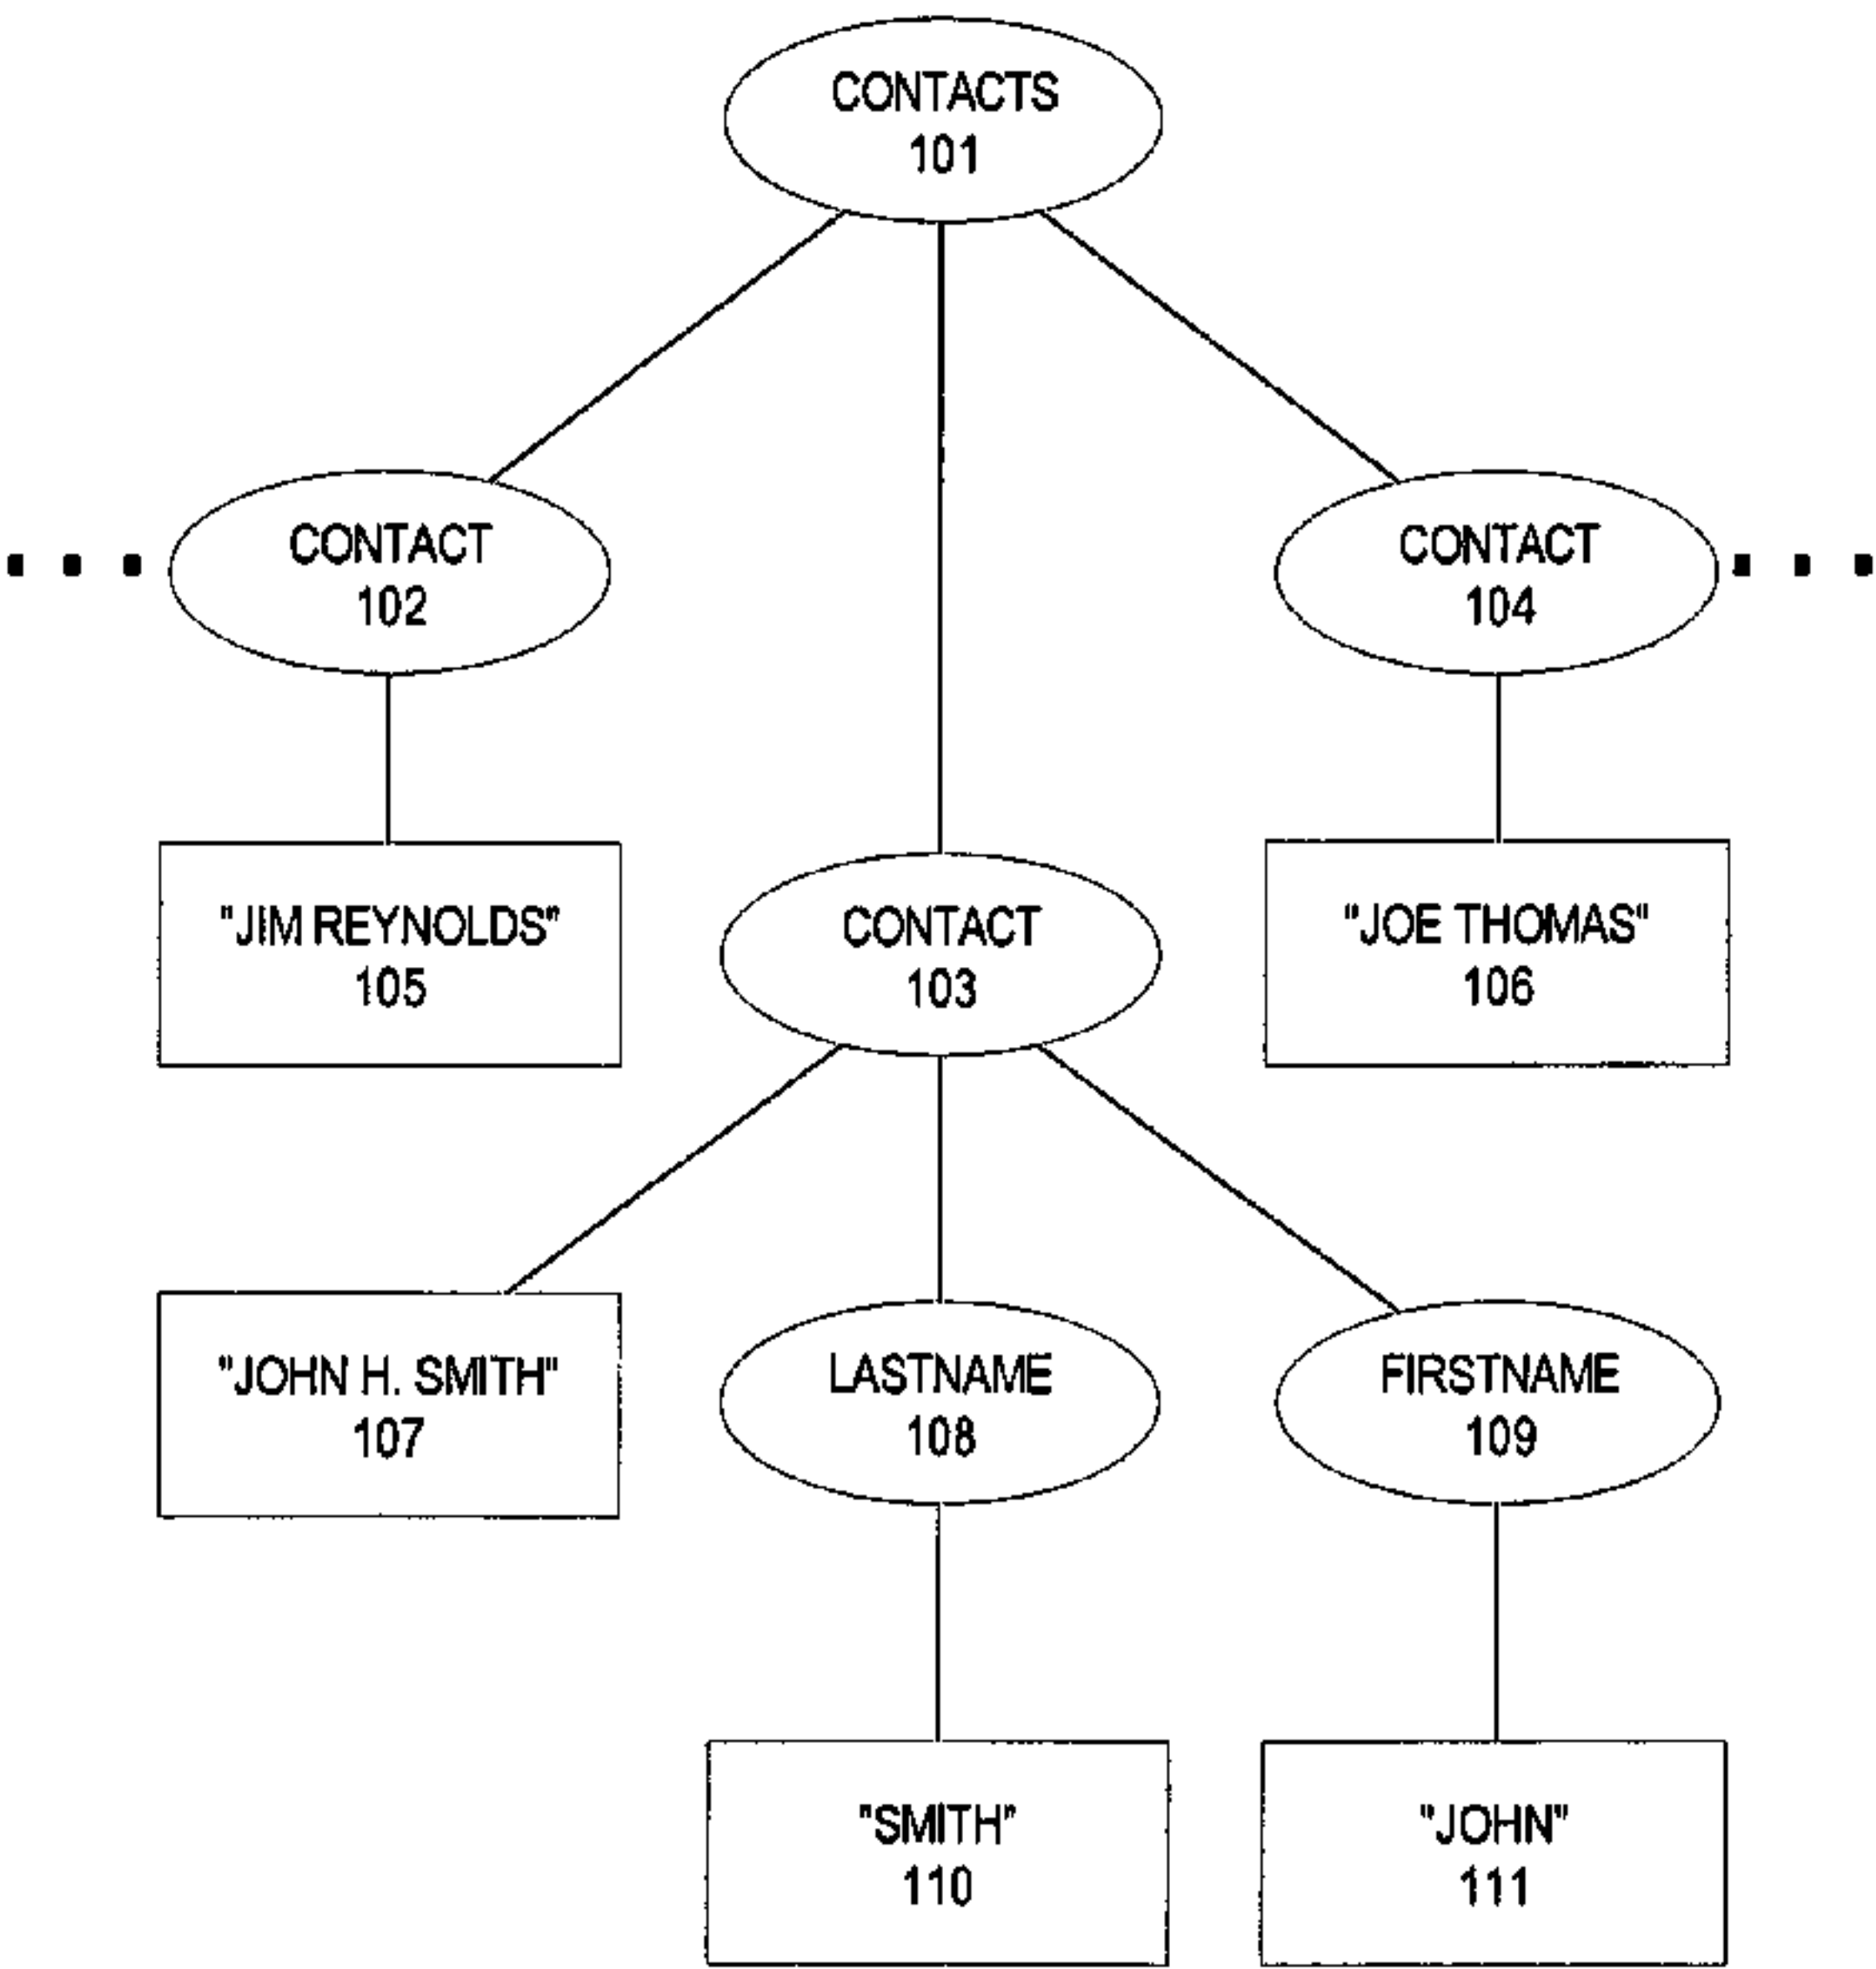 CONTACTS
101
CONTACT
102
CONTACT
104
"JIM REYNOLDS"
105
CONTACT
103
"JOE THOMAS"
106
"JOHN H. SMITH"
107
LASTNAME
108
FIRSTNAME
109
"SMITH"
110
"JOHN"
111